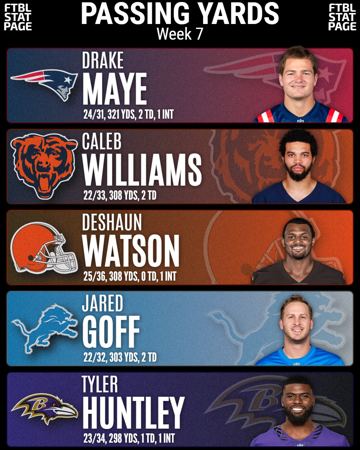 FTBL
STAT
PAGE
PASSING YARDS
Week 7
FTBL
STAT
PAGE
DRAKE
MAYE
24/31, 321 YDS, 2 TD, 1 INT
CALEB
WILLIAMS
22/33, 308 YDS, 2 TD
DESHAUN
WATSON
25/36, 308 YDS, 0 TD, 1 INT
JARED
GOFF
22/32, 303 YDS, 2 TD
TYLER
HUNTLEY
23/34, 298 YDS, 1 TD, 1 INT